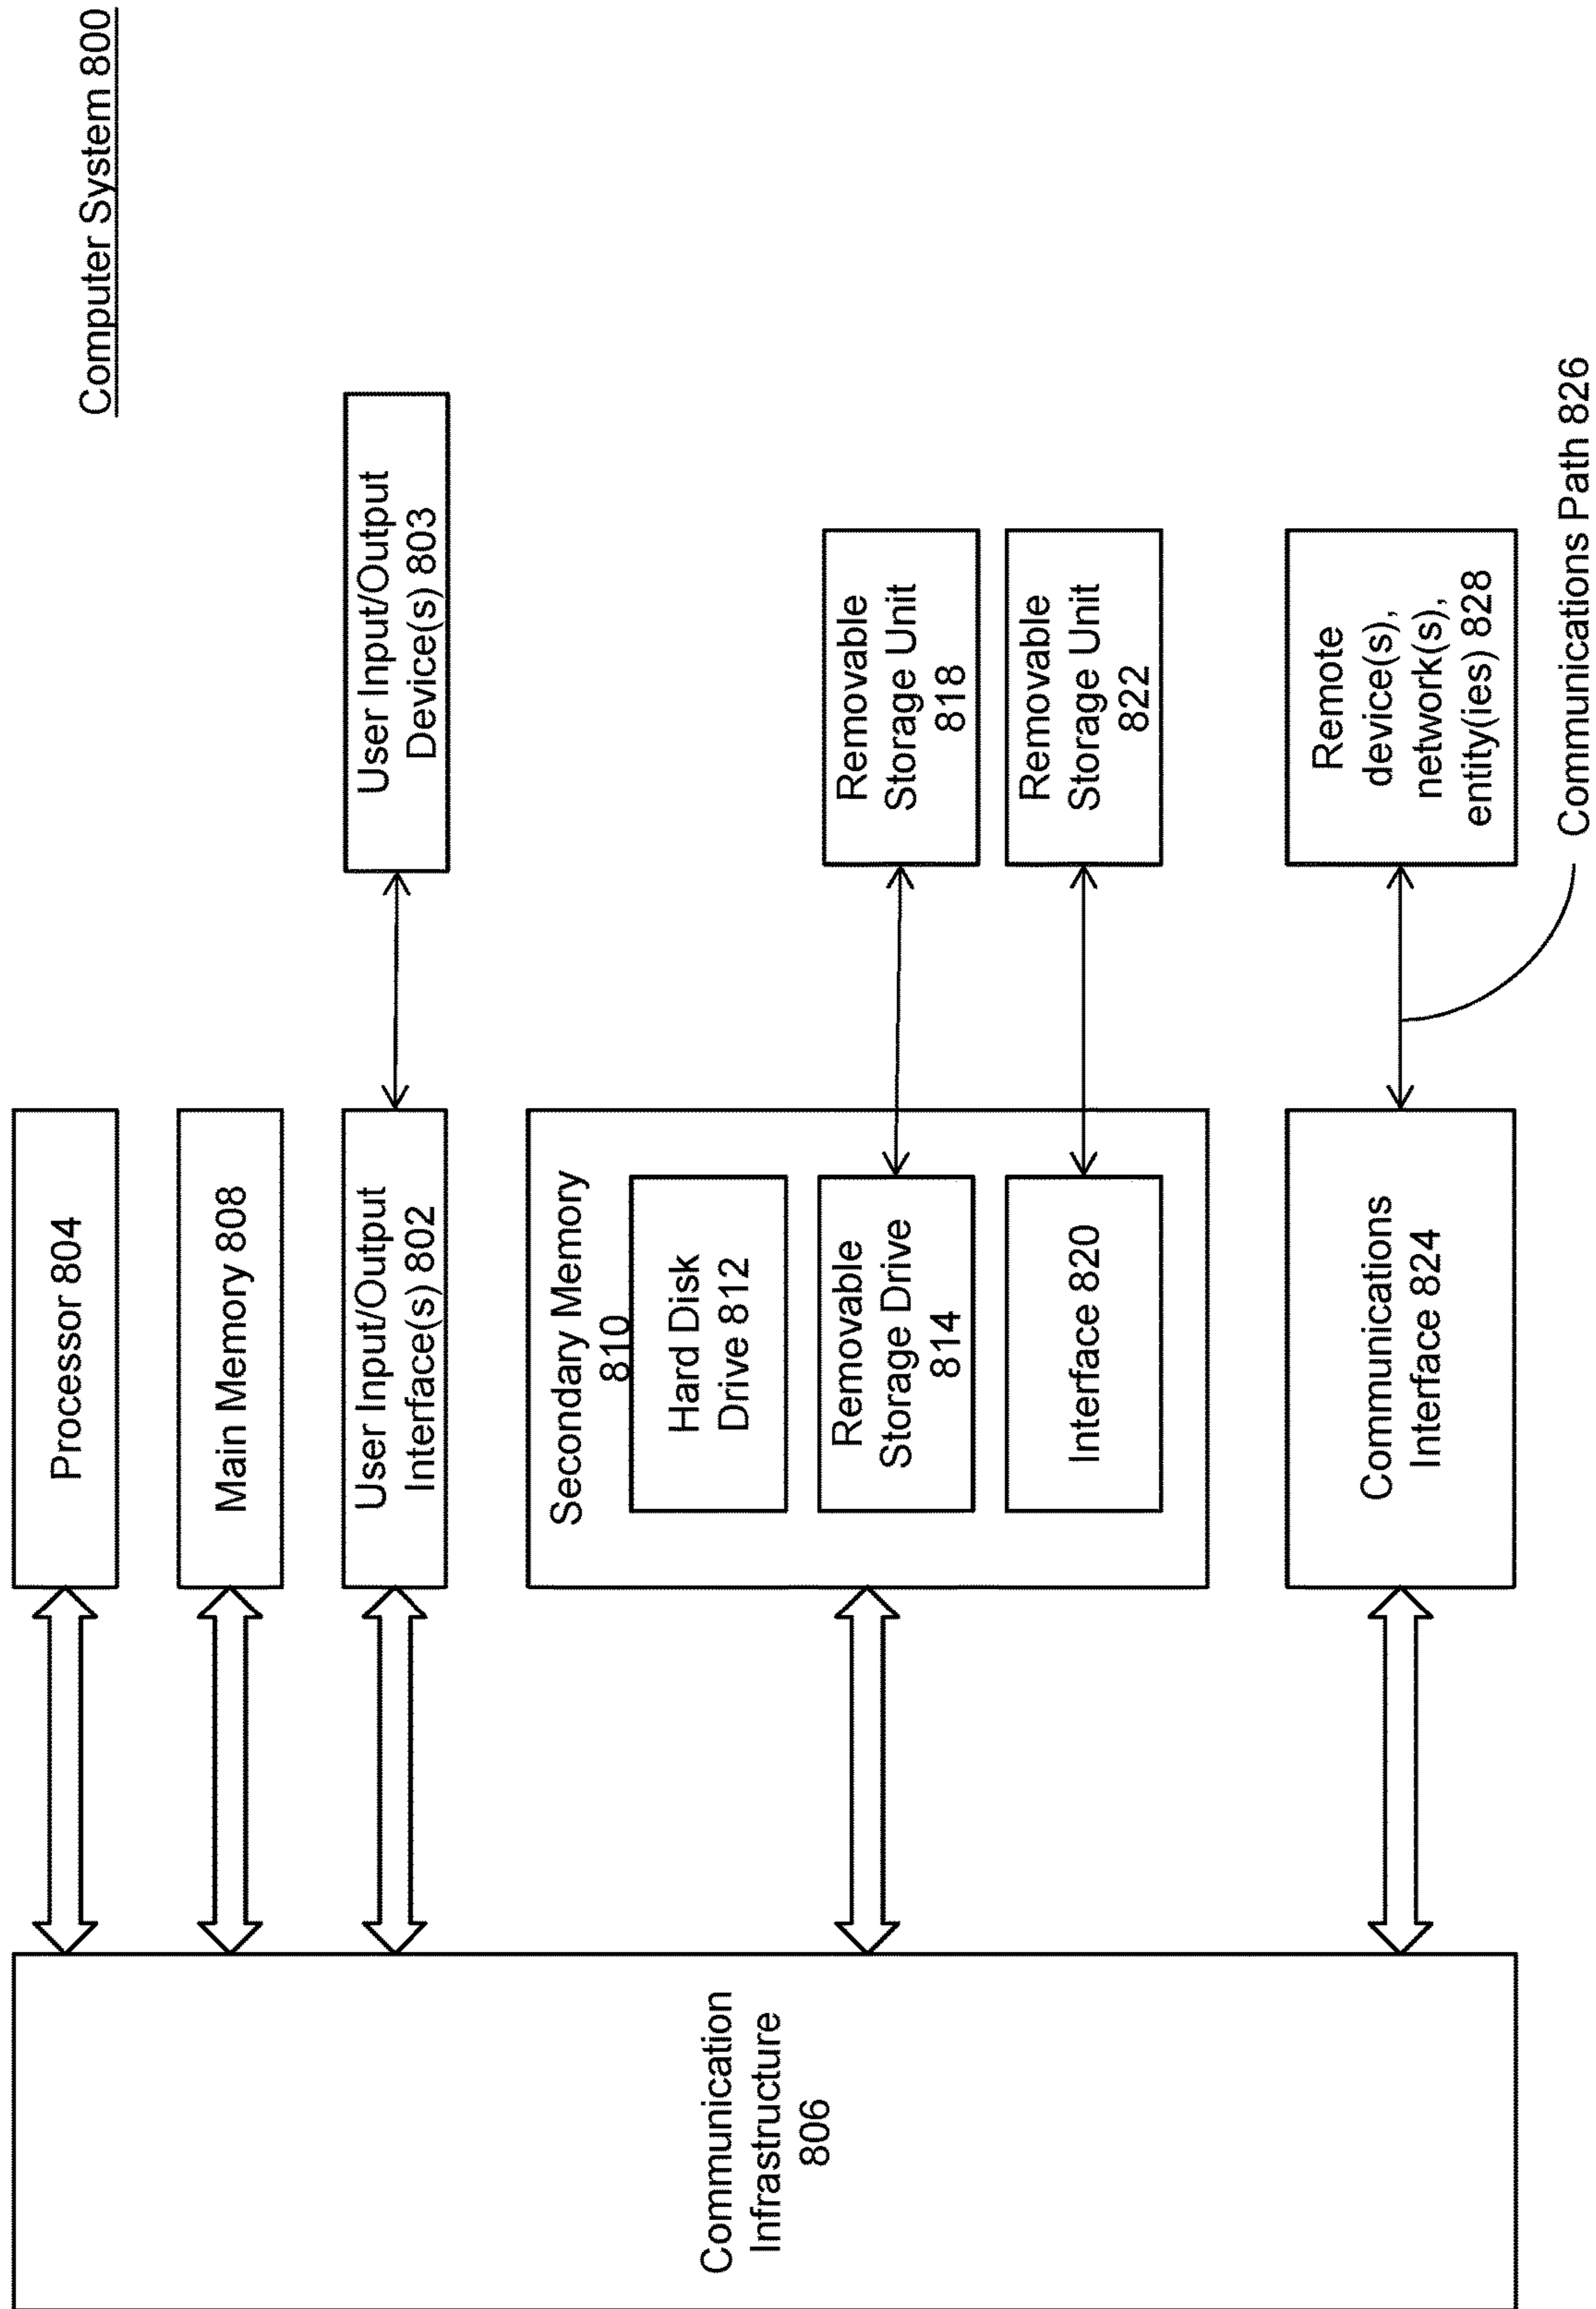 Computer System 800
Processor 804
Main Memory 808
User Input/Output
Interface(s) 802
User Input/Output
Device(s) 803
Communication
Infrastructure
806
Secondary Memory
810
Hard Disk
Drive 812
Removable
Storage Drive
814
Removable
Storage Unit
818
Interface 820
Removable
Storage Unit
822
Communications
Interface 824
Remote
device(s),
network(s),
entity(ies) 828
Communications Path 826